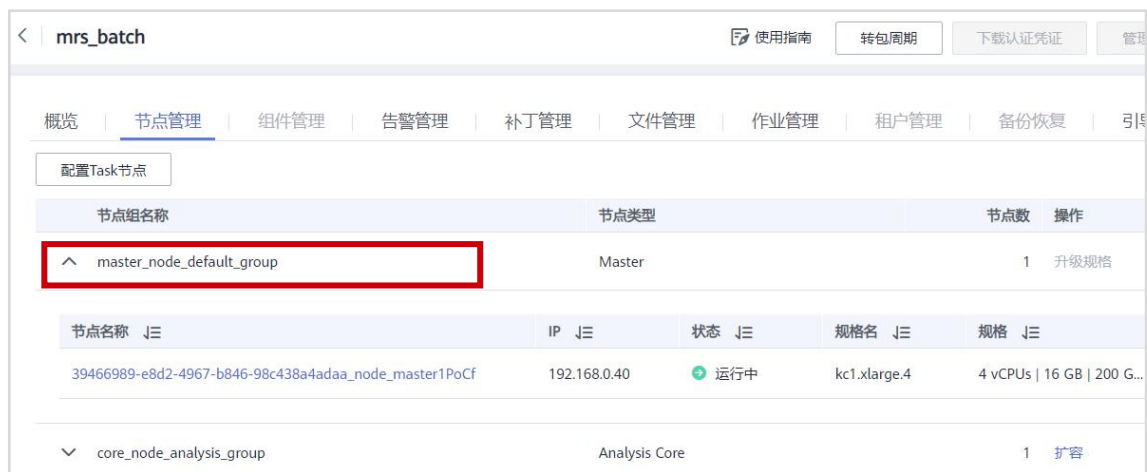 mrs_batch 使用指南 转包周期 下载认证凭证
概览 节点管理 组件管理 告警管理 补丁管理 文件管理 作业管理 租户管理 备份恢复
配置Task节点
节点组名称 节点类型 节点数 操作
master_node_default_group Master 1 升级规格
节点名称 IP 状态 规格名 规格
39466989-e8d2-4967-b846-98c438a4adaa_node_master1PoCf 192.168.0.40 运行中 kc1.xlarge.4 4 vCPUs | 16 GB | 200 G...
core_node_analysis_group Analysis Core 1 扩容